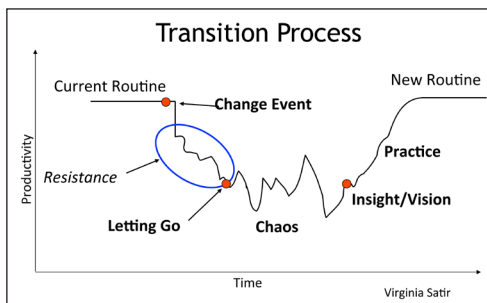 Transition Process
Current Routine
New Routine
Change Event
Productivity
Practice
Resistance
Insight/Vision
Letting Go
Chaos
Time
Virginia Satir